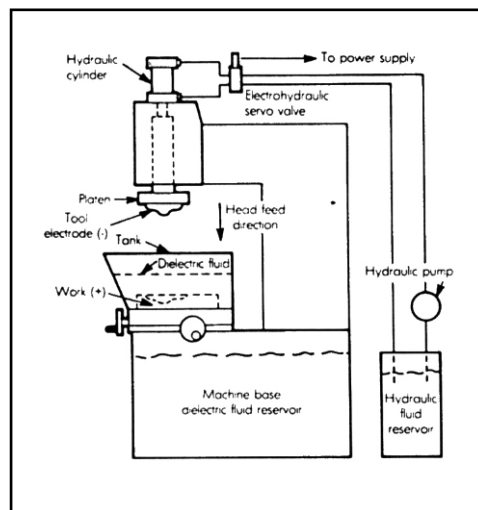 Hydraulic
cylinder
To power supply
Electrohydraulic
servo valve
Platen
Tool
electrode (-)
Head feed
direction
Tank
Dielectric fluid
Hydraulic pump
Work (+)
Machine base
dielectric fluid reservoir
Hydraulic
fluid
reservoir